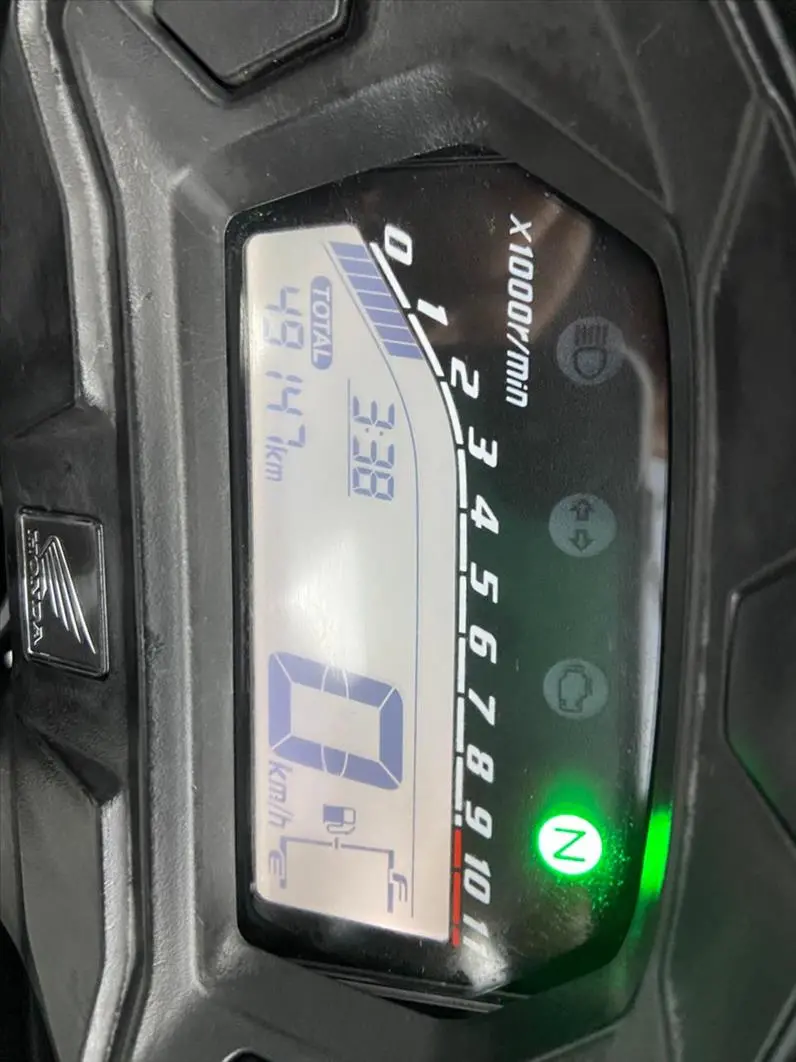 N
x1000r/min
0 1 2 3 4 5 6 7 8 9 10 11
3:38
F
TOTAL
0
49147km
km/h
E
HONDA